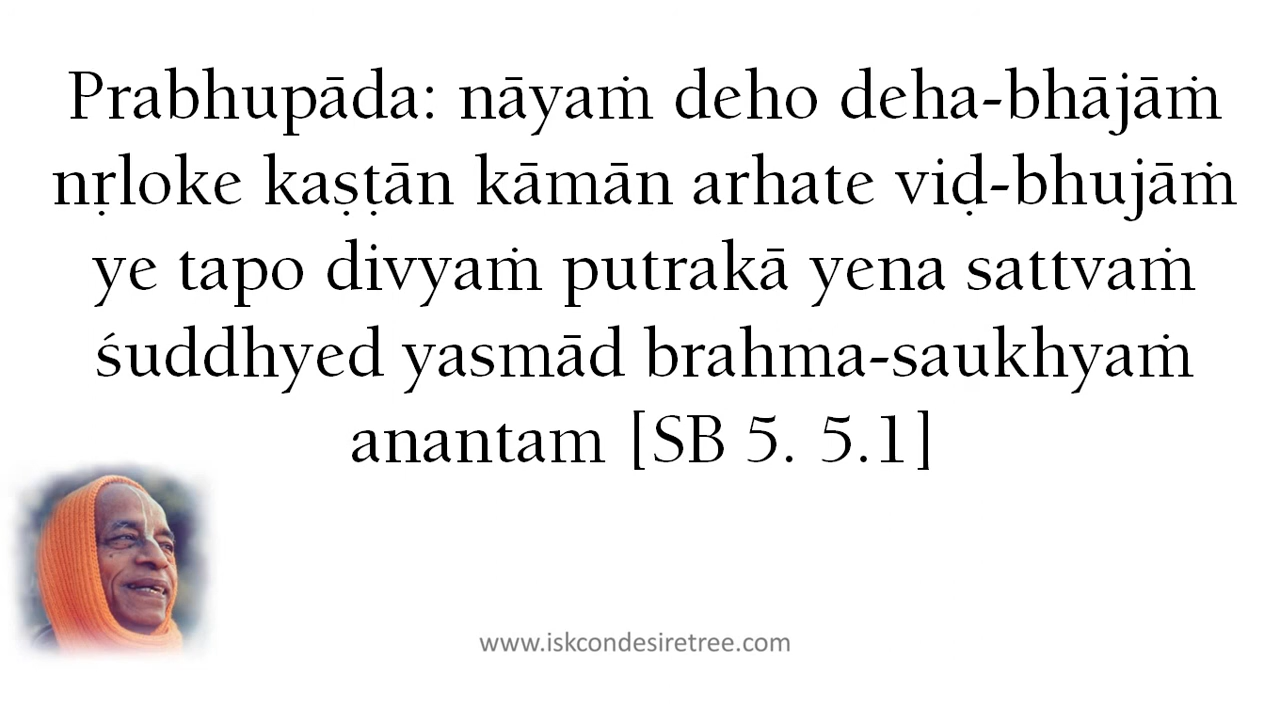 Prabhupāda: nāyaṁ deho deha-bhājāṁ
nṛloke kaṣṭān kāmān arhate viḍ-bhujāṁ
ye tapo divyaṁ putrakā yena sattvaṁ
śuddhyed yasmād brahma-saukhyaṁ
anantam [SB 5. 5.1]
www.iskcondesiretree.com